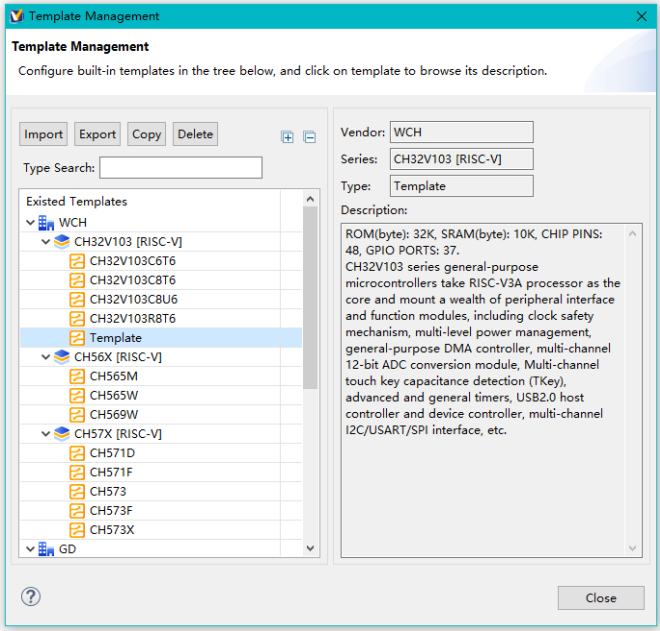 Template Management
Template Management
Configure built-in templates in the tree below, and click on template to browse its description.
Import
Export
Copy
Delete
Type Search:
Existed Templates
WCH
CH32V103 [RISC-V]
CH32V103C6T6
CH32V103C8T6
CH32V103C8U6
CH32V103R8T6
Template
CH56X [RISC-V]
CH565M
CH565W
CH569W
CH57X [RISC-V]
CH571D
CH571F
CH573
CH573F
CH573X
GD
Vendor: WCH
Series: CH32V103 [RISC-V]
Type: Template
Description:
ROM(byte): 32K, SRAM(byte): 10K, CHIP PINS:
48, GPIO PORTS: 37.
CH32V103 series general-purpose
microcontrollers take RISC-V3A processor as the
core and mount a wealth of peripheral interface
and function modules, including clock safety
mechanism, multi-level power management,
general-purpose DMA controller, multi-channel
12-bit ADC conversion module, Multi-channel
touch key capacitance detection (TKey),
advanced and general timers, USB2.0 host
controller and device controller, multi-channel
I2C/USART/SPI interface, etc.
?
Close